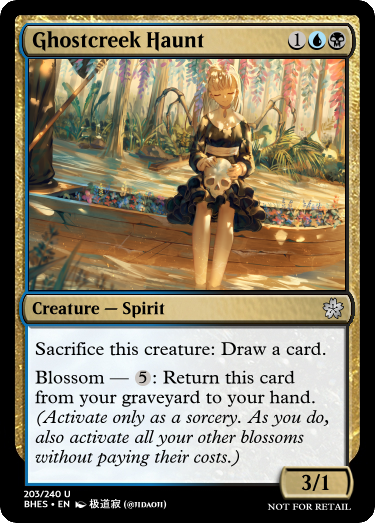 Ghostcreek Haunt 1
Creature — Spirit
Sacrifice this creature: Draw a card.
Blossom — 5: Return this card
from your graveyard to your hand.
(Activate only as a sorcery. As you do,
also activate all your other blossoms
without paying their costs.)
3/1
203/240 U
BHES • EN 极道寂 (@JIDAOJI)
NOT FOR RETAIL